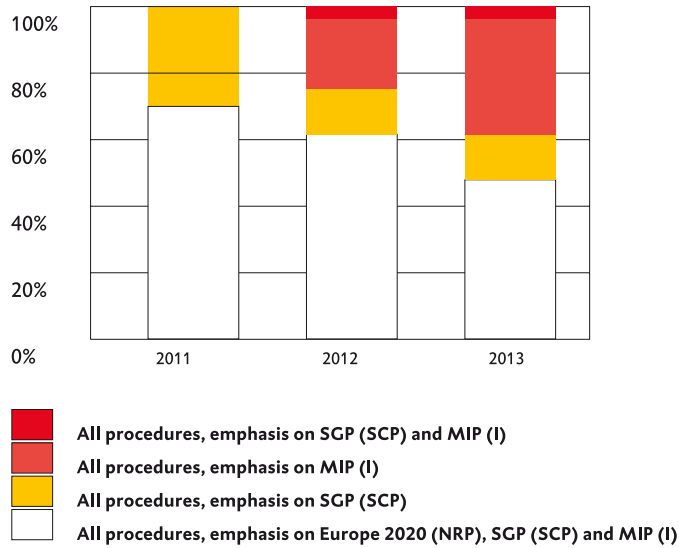 100%
80%
60%
40%
20%
0%
2011 2012 2013
All procedures, emphasis on SGP (SCP) and MIP (I)
All procedures, emphasis on MIP (I)
All procedures, emphasis on SGP (SCP)
All procedures, emphasis on Europe 2020 (NRP), SGP (SCP) and MIP (I)